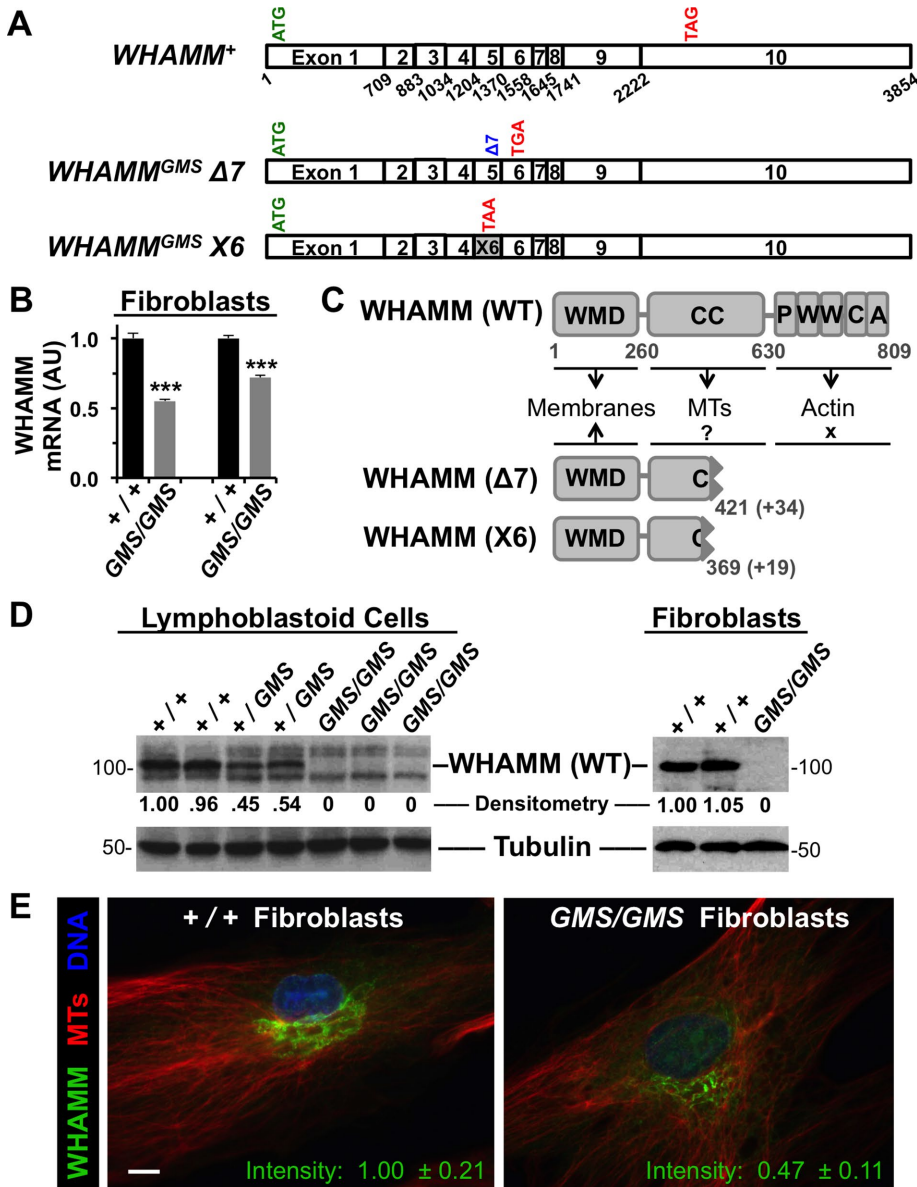 A
ATG TAG
WHAMM+
Exon 1 2 3 4 5 6 7 8 9 10
1 709 883 1034 1204 1370 1558 1645 1741 2222 3854
ATG Δ7 TGA
WHAMMGMS Δ7
Exon 1 2 3 4 5 6 7 8 9 10
ATG TAA
WHAMMGMS X6
Exon 1 2 3 4 X6 6 7 8 9 10
B
Fibroblasts
WHAMM
mRNA (AU)
1.0
0.5
0.0
*** ***
+/+ GMS/GMS +/+ GMS/GMS
C
WHAMM (WT)
WMD CC P W W C A
1 260 630 809
Membranes MTs Actin
? x
WHAMM (Δ7)
WMD C
421 (+34)
WHAMM (X6)
WMD C
369 (+19)
D
Lymphoblastoid Cells
Fibroblasts
+/+ +/+ +/GMS +/GMS GMS/GMS GMS/GMS GMS/GMS
+/+ +/+ GMS/GMS
100- –WHAMM (WT)– -100
1.00 .96 .45 .54 0 0 0 –– Densitometry –– 1.00 1.05 0
50- –– Tubulin –– -50
E
WHAMM MTs DNA
+/+ Fibroblasts
Intensity: 1.00 ± 0.21
GMS/GMS Fibroblasts
Intensity: 0.47 ± 0.11